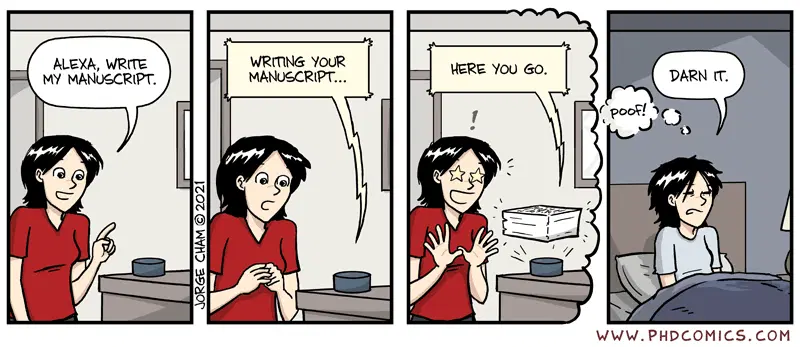 ALEXA, WRITE
MY MANUSCRIPT.
WRITING YOUR
MANUSCRIPT...
JORGE CHAM © 2021
HERE YOU GO.
!
poof!
DARN IT.
WWW.PHDCOMICS.COM